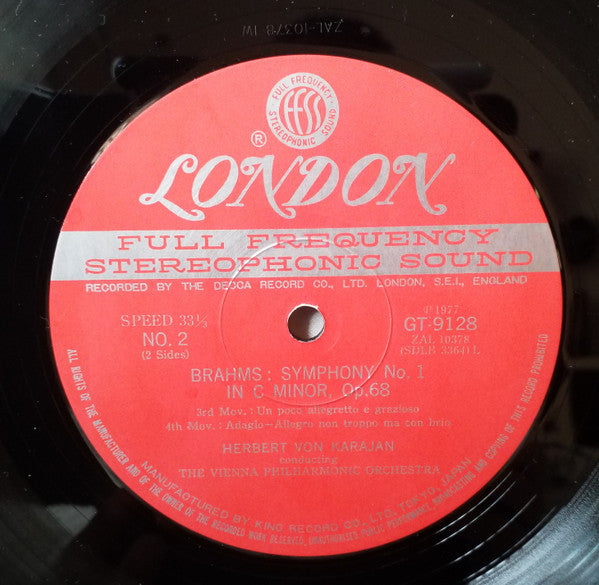 ZAL-10378 1W
FULL FREQUENCY
ffss
STEREOPHONIC SOUND
®
LONDON
FULL FREQUENCY
STEREOPHONIC SOUND
RECORDED BY THE DECCA RECORD CO., LTD. LONDON, S.E.I., ENGLAND
SPEED 33⅓
NO. 2
(2 Sides)
Ⓟ1977
GT-9128
ZAL 10378
(SDLB 3364) L
BRAHMS: SYMPHONY No. 1
IN C MINOR, Op.68
3rd Mov.: Un poco allegretto e grazioso
4th Mov.: Adagio–Allegro non troppo ma con brio
HERBERT VON KARAJAN
conducting
THE VIENNA PHILHARMONIC ORCHESTRA
MANUFACTURED BY KING RECORD CO., LTD. TOKYO, JAPAN
ALL RIGHTS OF THE MANUFACTURER AND OF THE OWNER OF THE RECORDED WORK RESERVED. UNAUTHORISED PUBLIC PERFORMANCE, BROADCASTING AND COPYING OF THIS RECORD PROHIBITED